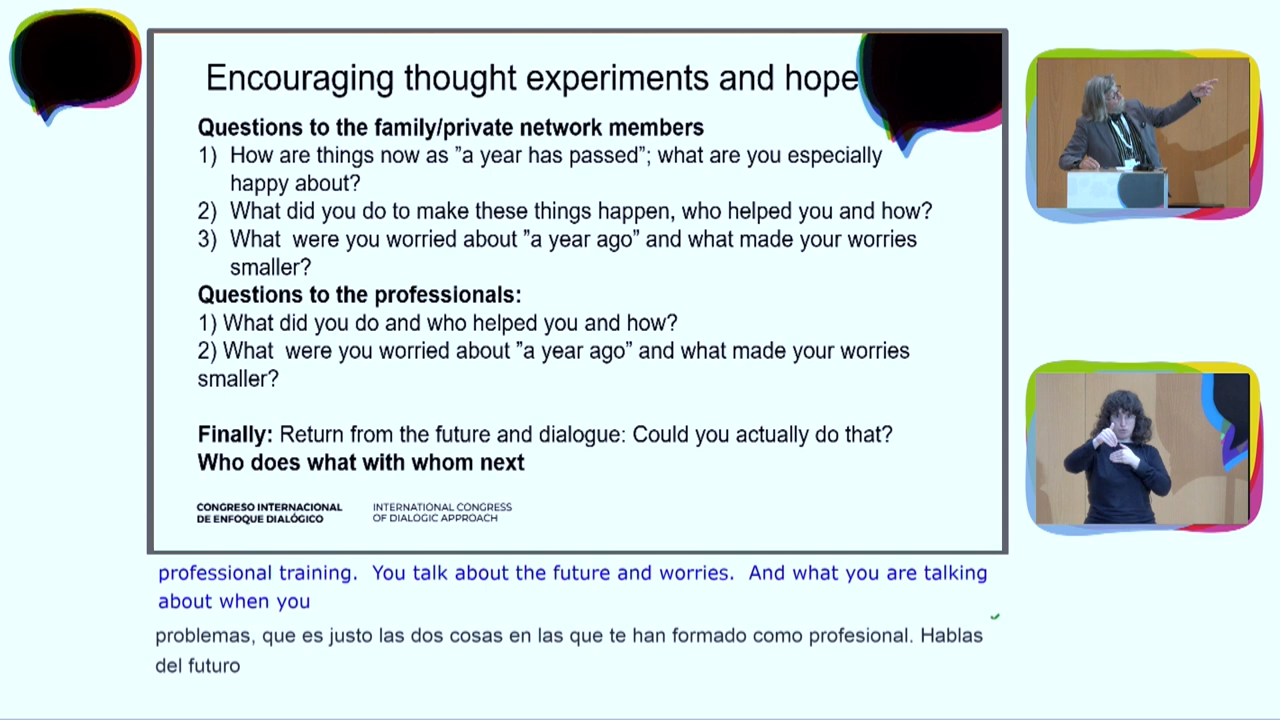 Encouraging thought experiments and hope
Questions to the family/private network members
1) How are things now as ”a year has passed”; what are you especially
happy about?
2) What did you do to make these things happen, who helped you and how?
3) What were you worried about ”a year ago” and what made your worries
smaller?
Questions to the professionals:
1) What did you do and who helped you and how?
2) What were you worried about ”a year ago” and what made your worries
smaller?
Finally: Return from the future and dialogue: Could you actually do that?
Who does what with whom next
CONGRESO INTERNACIONAL
DE ENFOQUE DIALÓGICO
INTERNATIONAL CONGRESS
OF DIALOGIC APPROACH
professional training. You talk about the future and worries. And what you are talking
about when you
problemas, que es justo las dos cosas en las que te han formado como profesional. Hablas
del futuro